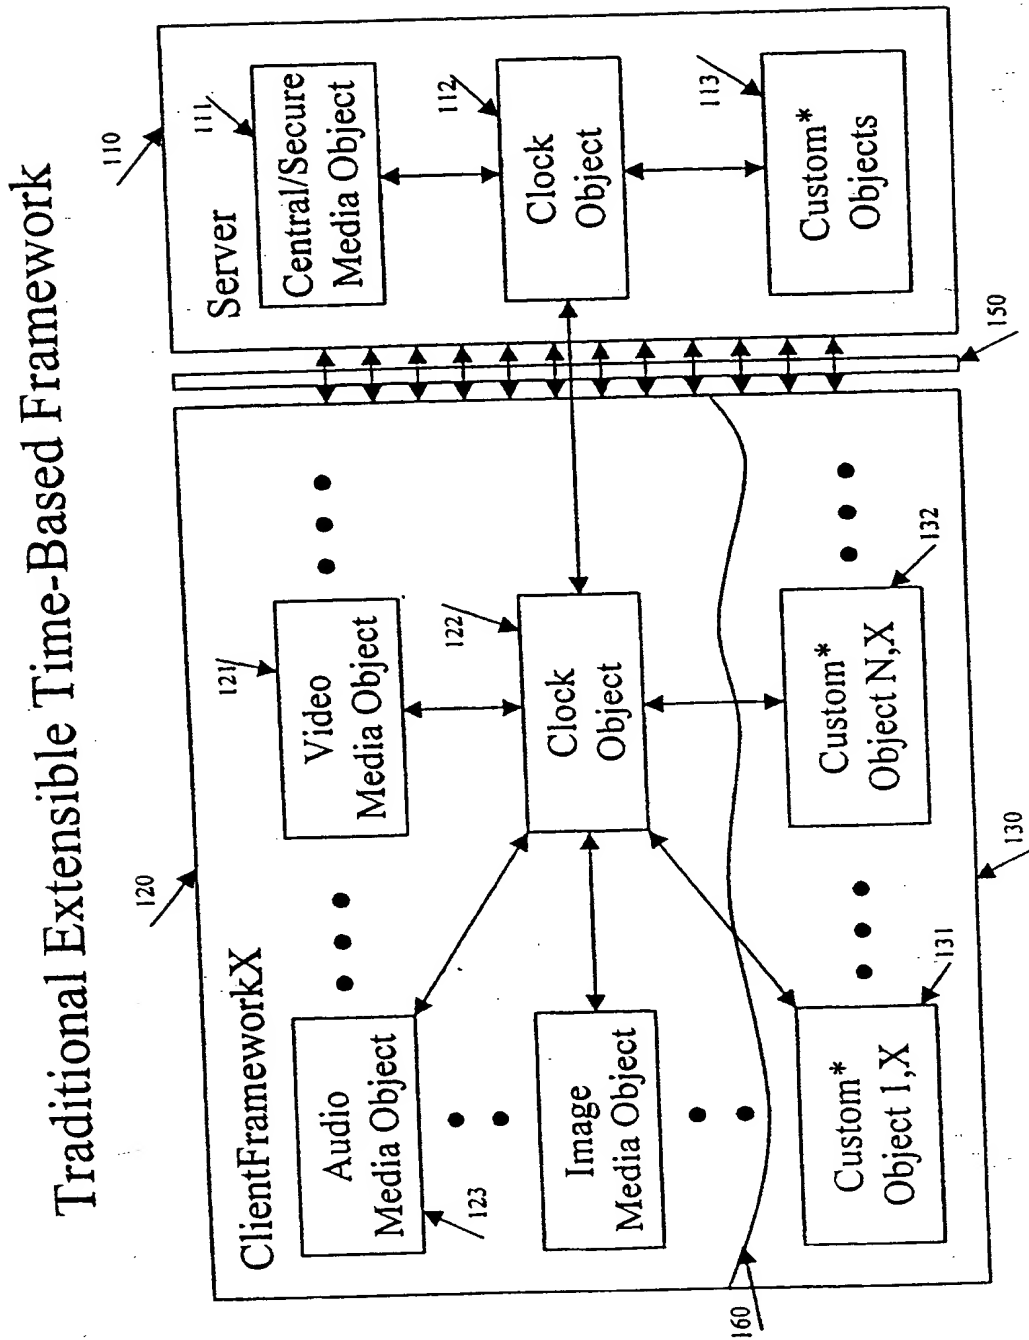 Traditional Extensible Time-Based Framework
120
110
ClientFrameworkX
Server
Audio
Media Object
123
121
Video
Media Object
111
Central/Secure
Media Object
Image
Media Object
122
Clock
Object
112
Clock
Object
160
Custom*
Object 1,X
131
Custom*
Object N,X
132
113
Custom*
Objects
130
150